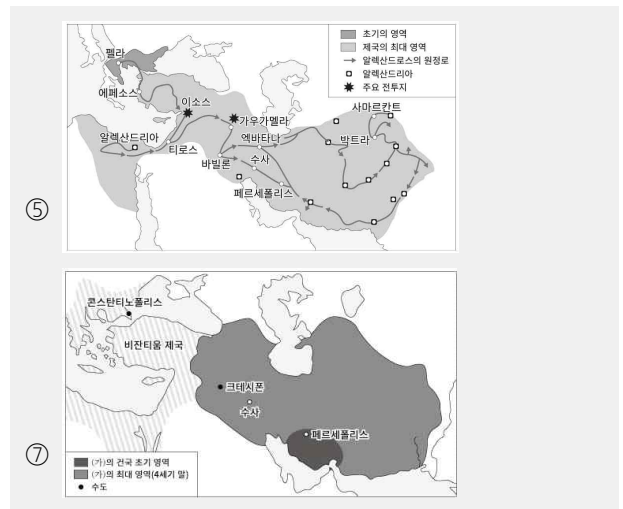 ⑤
초기의 영역
제국의 최대 영역
알렉산드로스의 원정로
알렉산드리아
주요 전투지
펠라
에페소스
이소스
가우가멜라
사마르칸트
알렉산드리아
엑바타나
박트라
티로스
수사
바빌론
페르세폴리스
⑦
콘스탄티노폴리스
비잔티움 제국
크테시폰
수사
페르세폴리스
(가)의 건국 초기 영역
(가)의 최대 영역(4세기 말)
수도